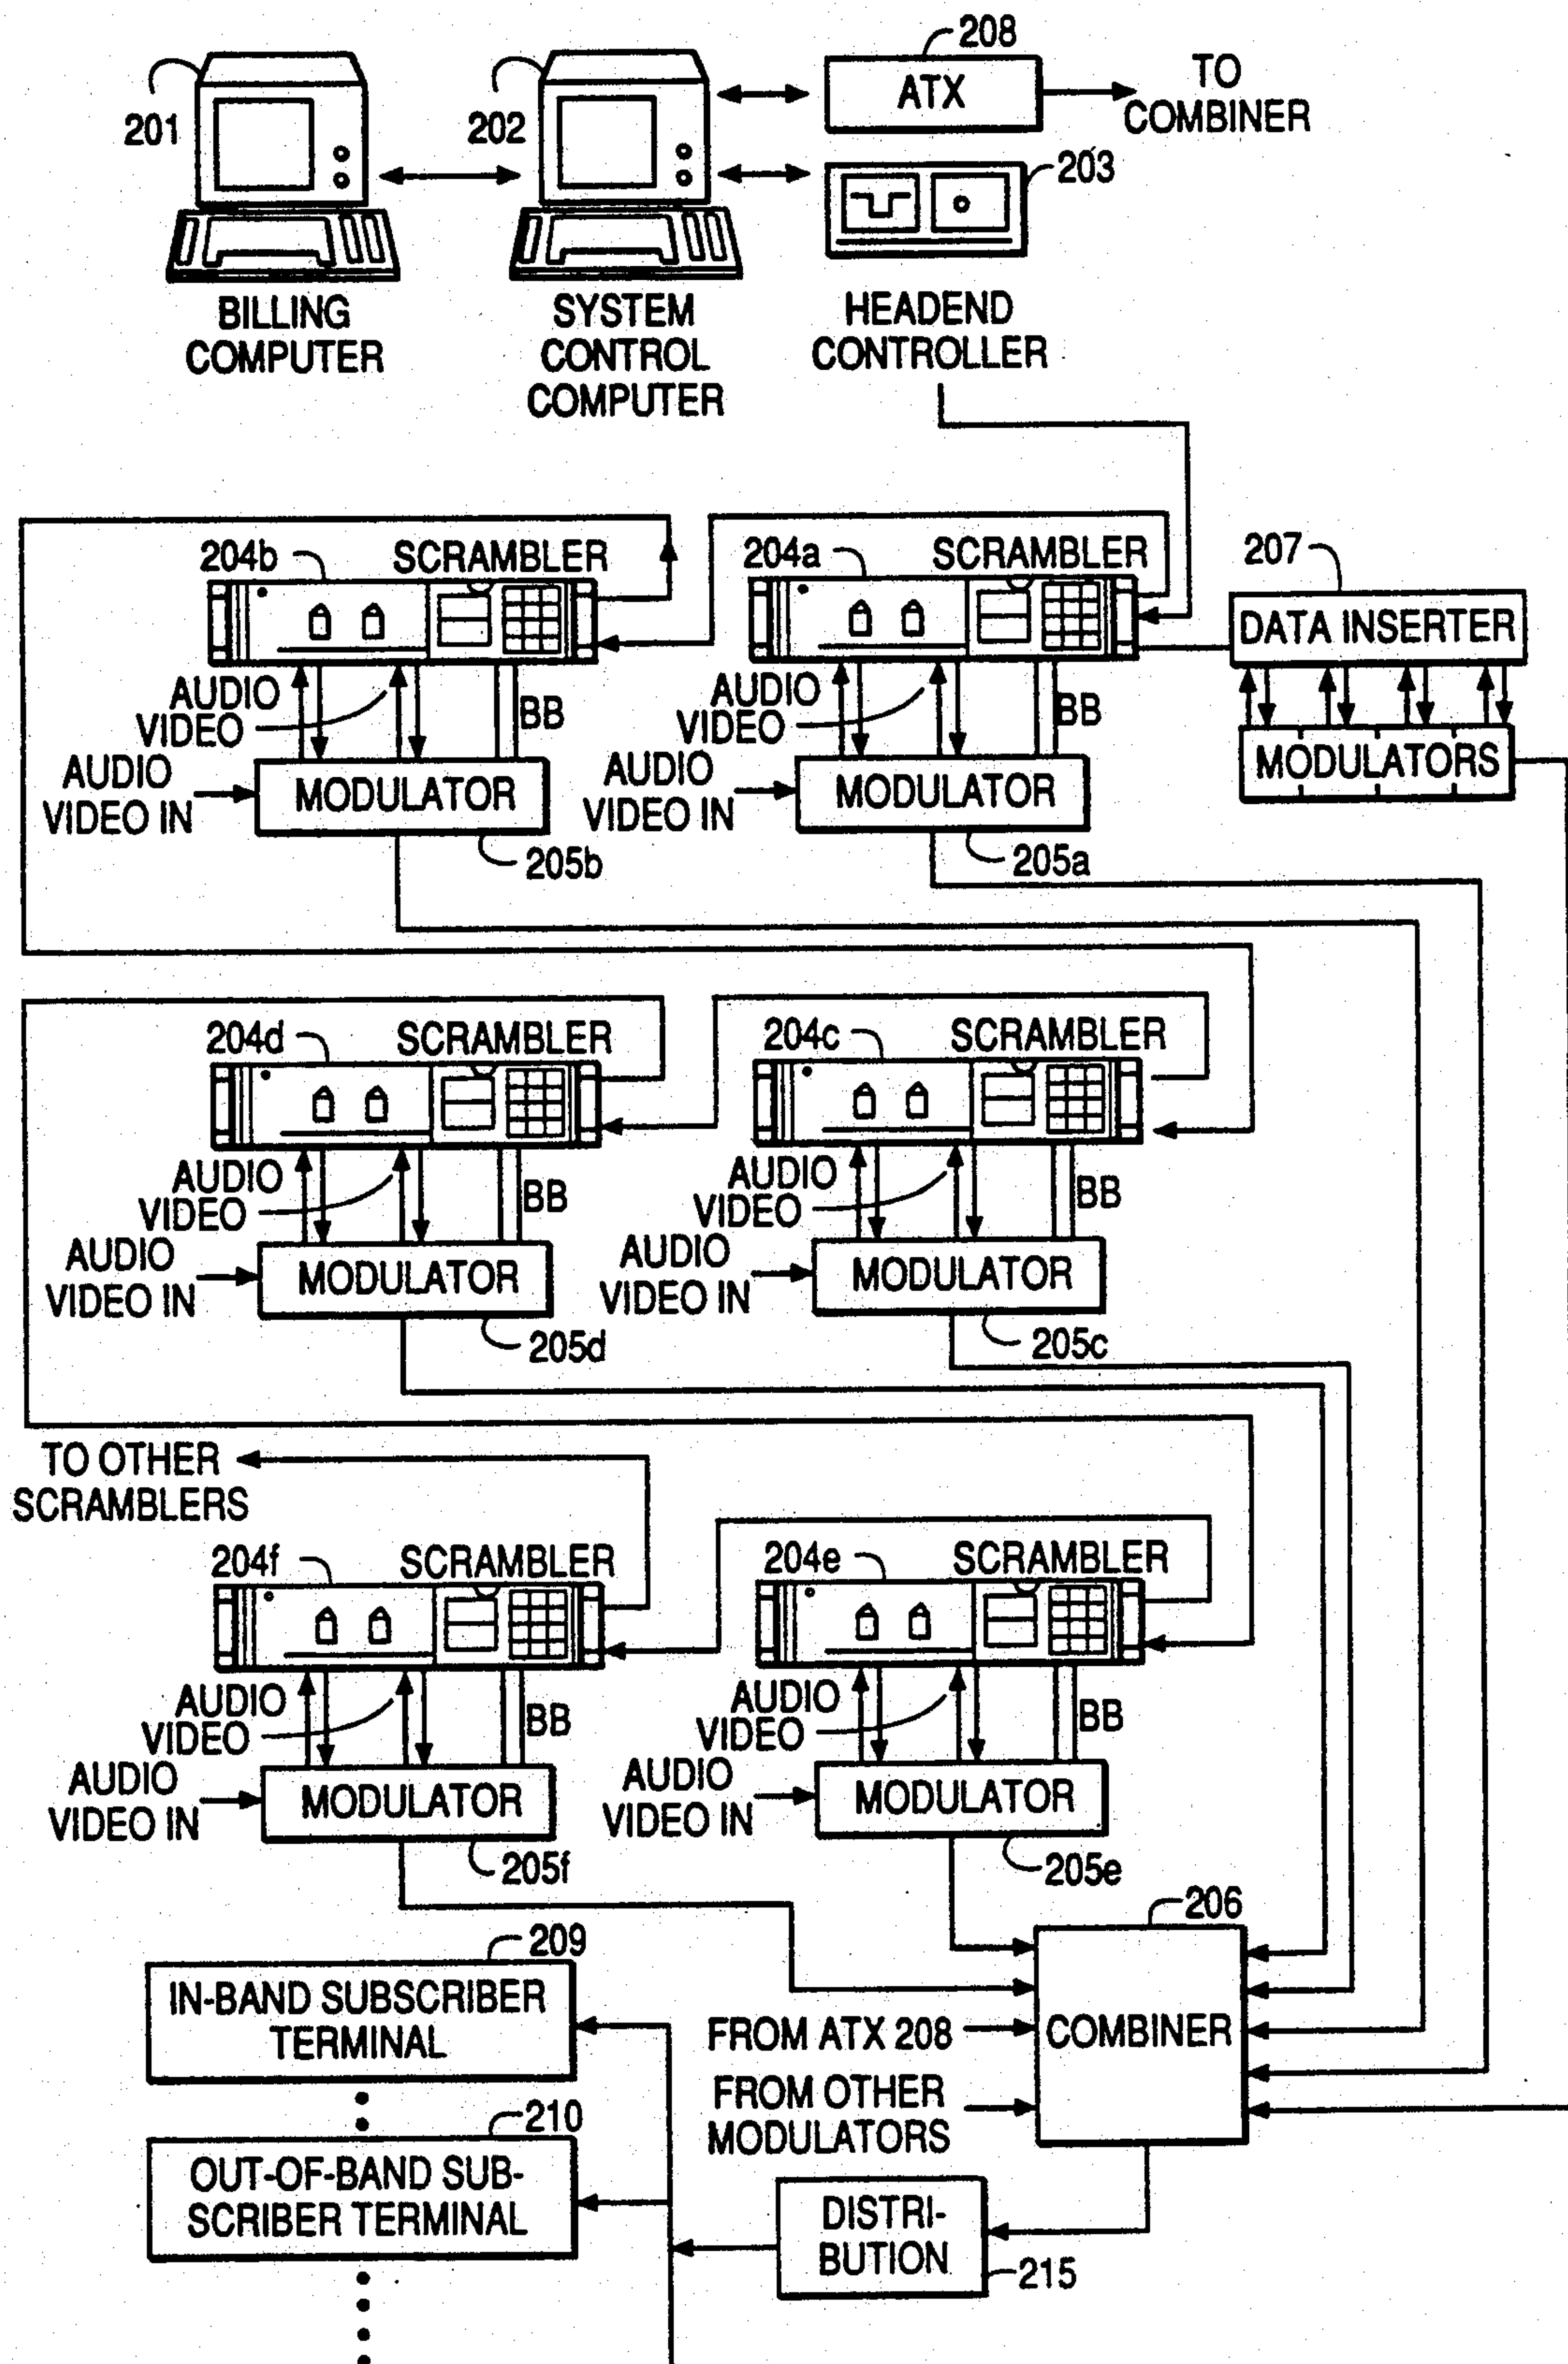 208
ATX
TO
COMBINER
201
202
203
BILLING
COMPUTER
SYSTEM
CONTROL
COMPUTER
HEADEND
CONTROLLER
204b
SCRAMBLER
204a
SCRAMBLER
207
DATA INSERTER
AUDIO
VIDEO
BB
AUDIO
VIDEO
BB
AUDIO
VIDEO IN
MODULATOR
AUDIO
VIDEO IN
MODULATOR
MODULATORS
205b
205a
204d
SCRAMBLER
204c
SCRAMBLER
AUDIO
VIDEO
BB
AUDIO
VIDEO
BB
AUDIO
VIDEO IN
MODULATOR
AUDIO
VIDEO IN
MODULATOR
205d
205c
TO OTHER
SCRAMBLERS
204f
SCRAMBLER
204e
SCRAMBLER
AUDIO
VIDEO
BB
AUDIO
VIDEO
BB
AUDIO
VIDEO IN
MODULATOR
AUDIO
VIDEO IN
MODULATOR
205f
205e
206
209
IN-BAND SUBSCRIBER
TERMINAL
FROM ATX 208
COMBINER
FROM OTHER
MODULATORS
210
OUT-OF-BAND SUB-
SCRIBER TERMINAL
DISTRI-
BUTION
215